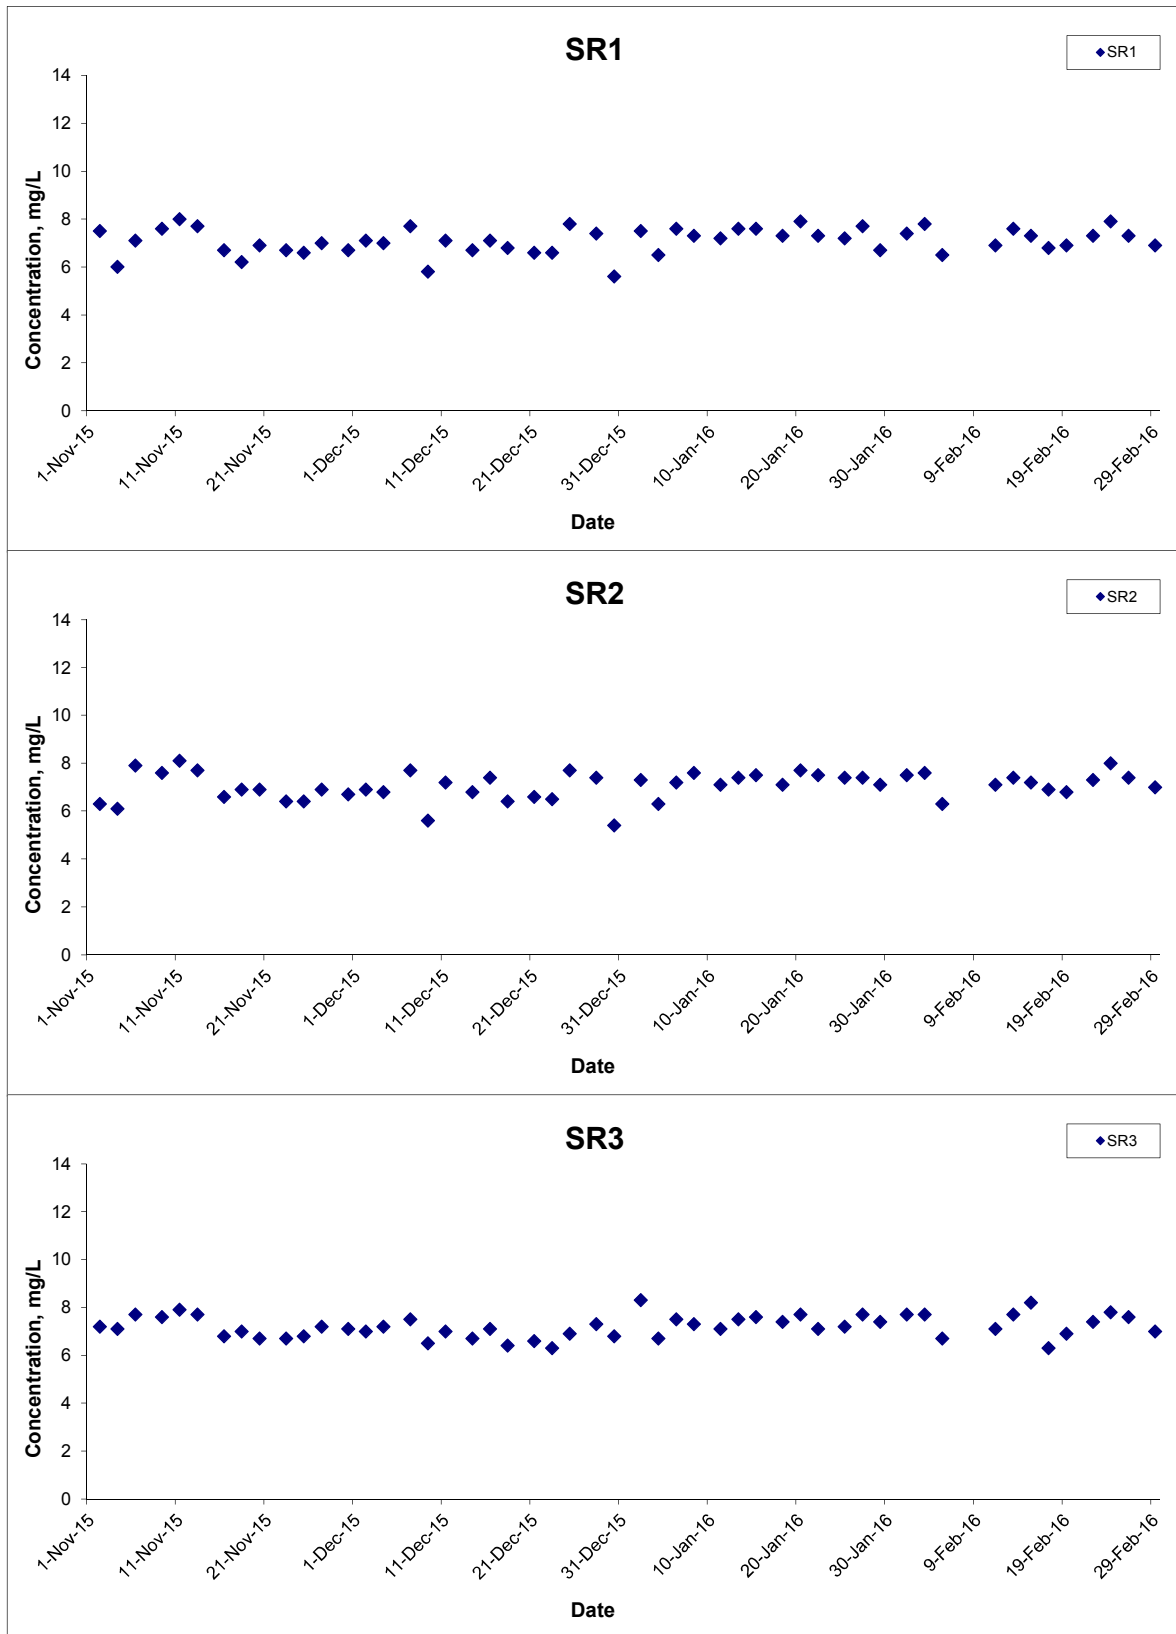 SR1
SR1
14
12
10
8
6
4
2
0
Concentration, mg/L
1-Nov-15
11-Nov-15
21-Nov-15
1-Dec-15
11-Dec-15
21-Dec-15
31-Dec-15
10-Jan-16
20-Jan-16
30-Jan-16
9-Feb-16
19-Feb-16
29-Feb-16
Date
SR2
SR2
14
12
10
8
6
4
2
0
Concentration, mg/L
1-Nov-15
11-Nov-15
21-Nov-15
1-Dec-15
11-Dec-15
21-Dec-15
31-Dec-15
10-Jan-16
20-Jan-16
30-Jan-16
9-Feb-16
19-Feb-16
29-Feb-16
Date
SR3
SR3
14
12
10
8
6
4
2
0
Concentration, mg/L
1-Nov-15
11-Nov-15
21-Nov-15
1-Dec-15
11-Dec-15
21-Dec-15
31-Dec-15
10-Jan-16
20-Jan-16
30-Jan-16
9-Feb-16
19-Feb-16
29-Feb-16
Date